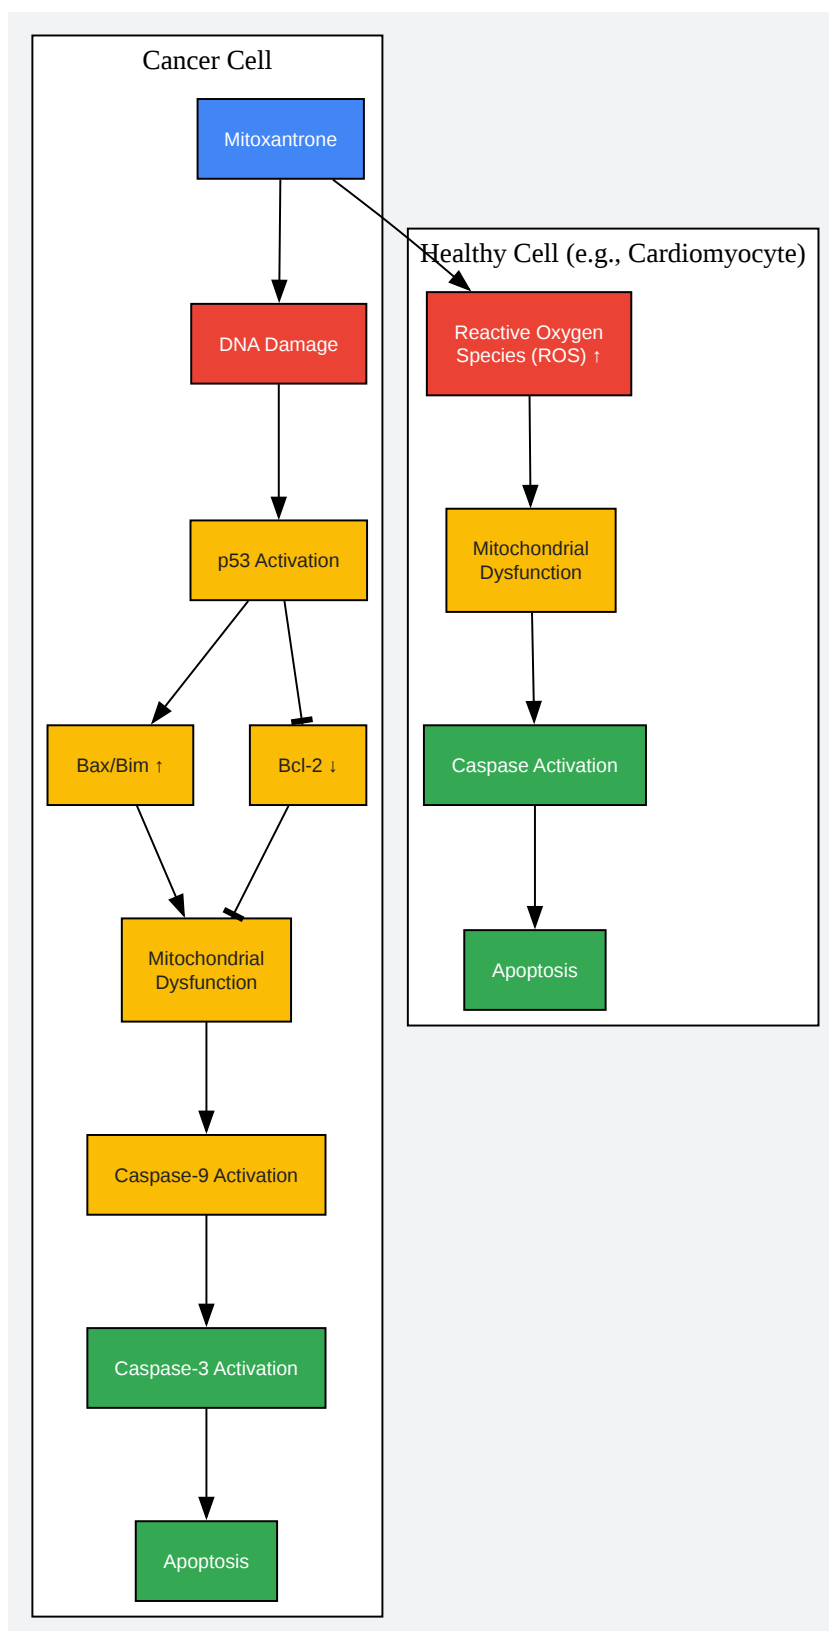 Cancer Cell
Mitoxantrone
DNA Damage
p53 Activation
Bax/Bim ↑
Bcl-2 ↓
Mitochondrial
Dysfunction
Caspase-9 Activation
Caspase-3 Activation
Apoptosis
Healthy Cell (e.g., Cardiomyocyte)
Reactive Oxygen
Species (ROS) ↑
Mitochondrial
Dysfunction
Caspase Activation
Apoptosis